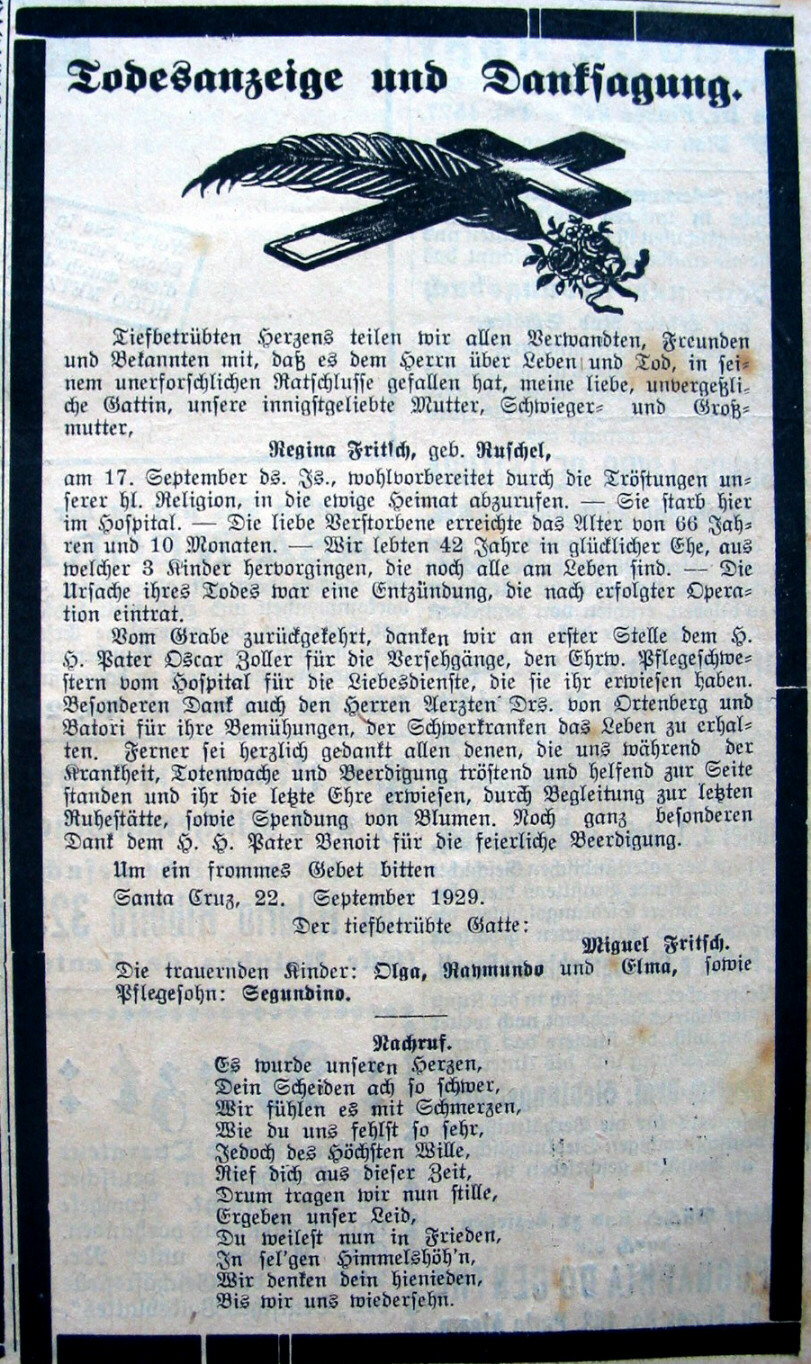 Todesanzeige und Danksagung.
Tiefbetrübten Herzens teilen wir allen Verwandten, Freunden
und Bekannten mit, daß es dem Herrn über Leben und Tod, in sei=
nem unerforschlichen Ratschlusse gefallen hat, meine liebe, unvergeßli=
che Gattin, unsere innigstgeliebte Mutter, Schwieger= und Groß=
mutter,
Regina Fritsch, geb. Ruschel,
am 17. September ds. Js., wohlvorbereitet durch die Tröstungen un=
serer hl. Religion, in die ewige Heimat abzurufen. — Sie starb hier
im Hospital. — Die liebe Verstorbene erreichte das Alter von 66 Jah=
ren und 10 Monaten. — Wir lebten 42 Jahre in glücklicher Ehe, aus
welcher 3 Kinder hervorgingen, die noch alle am Leben sind. — Die
Ursache ihres Todes war eine Entzündung, die nach erfolgter Opera=
tion eintrat.
Vom Grabe zurückgekehrt, danken wir an erster Stelle dem H.
H. Pater Oscar Zoller für die Versehgänge, den Ehrw. Pflegeschwe=
stern vom Hospital für die Liebesdienste, die sie ihr erwiesen haben.
Besonderen Dank auch den Herren Aerzten Drs. von Ortenberg und
Batori für ihre Bemühungen, der Schwerkranken das Leben zu erhal=
ten. Ferner sei herzlich gedankt allen denen, die uns während der
Krankheit, Totenwache und Beerdigung tröstend und helfend zur Seite
standen und ihr die letzte Ehre erwiesen, durch Begleitung zur letzten
Ruhestätte, sowie Spendung von Blumen. Noch ganz besonderen
Dank dem H. H. Pater Benoit für die feierliche Beerdigung.
Um ein frommes Gebet bitten
Santa Cruz, 22. September 1929.
Der tiefbetrübte Gatte:
Miguel Fritsch.
Die trauernden Kinder: Olga, Raymundo und Elma, sowie
Pflegesohn: Segundino.
Nachruf.
Es wurde unseren Herzen,
Dein Scheiden ach so schwer,
Wir fühlen es mit Schmerzen,
Wie du uns fehlst so sehr,
Jedoch des Höchsten Wille,
Rief dich aus dieser Zeit,
Drum tragen wir nun stille,
Ergeben unser Leid,
Du weilest nun in Frieden,
In sel'gen Himmelshöh'n,
Wir denken dein hienieden,
Bis wir uns wiedersehn.